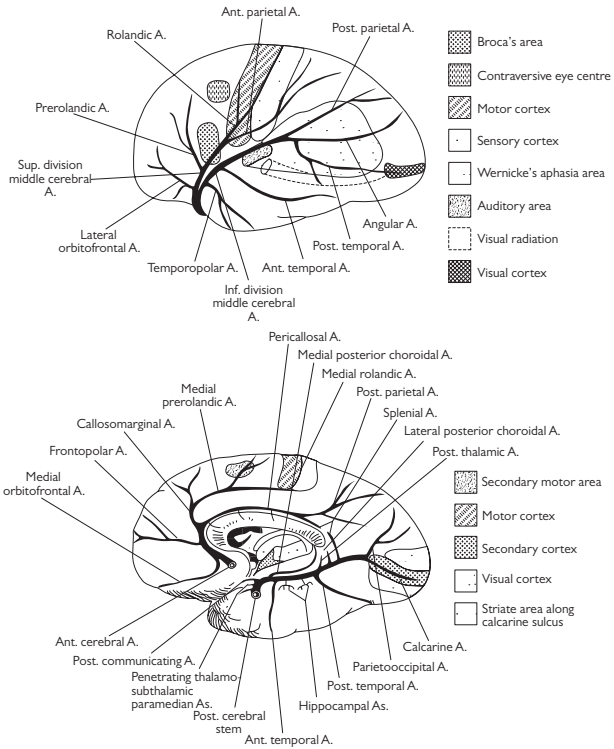 Ant. parietal A.
Rolandic A.
Post. parietal A.
Prerolandic A.
Sup. division
middle cerebral
A.
Lateral
orbitofrontal A.
Temporopolar A.
Inf. division
middle cerebral
A.
Ant. temporal A.
Post. temporal A.
Angular A.
Broca's area
Contraversive eye centre
Motor cortex
Sensory cortex
Wernicke's aphasia area
Auditory area
Visual radiation
Visual cortex
Pericallosal A.
Medial posterior choroidal A.
Medial rolandic A.
Post. parietal A.
Splenial A.
Lateral posterior choroidal A.
Post. thalamic A.
Medial
prerolandic A.
Callosomarginal A.
Frontopolar A.
Medial
orbitofrontal A.
Ant. cerebral A.
Post. communicating A.
Penetrating thalamo-
subthalamic
paramedian As.
Post. cerebral
stem
Ant. temporal A.
Hippocampal As.
Post. temporal A.
Parietooccipital A.
Calcarine A.
Secondary motor area
Motor cortex
Secondary cortex
Visual cortex
Striate area along
calcarine sulcus